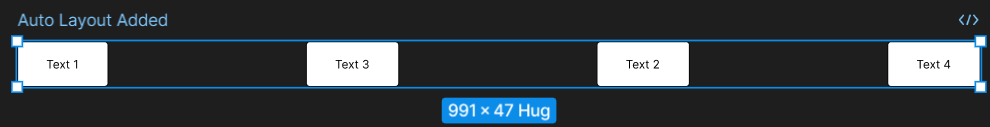 Auto Layout Added </>
Text 1 Text 3 Text 2 Text 4
991 × 47 Hug